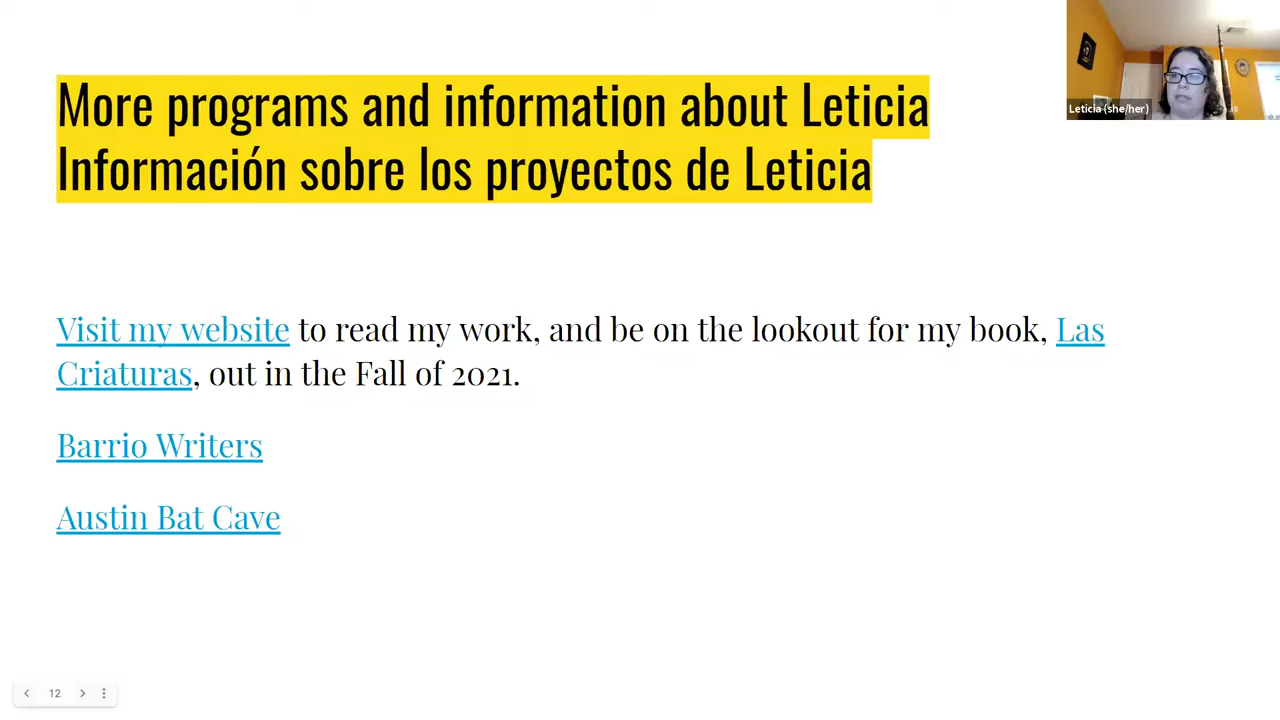 More programs and information about Leticia
Información sobre los proyectos de Leticia
Leticia (she/her)
Visit my website to read my work, and be on the lookout for my book, Las
Criaturas, out in the Fall of 2021.
Barrio Writers
Austin Bat Cave
12